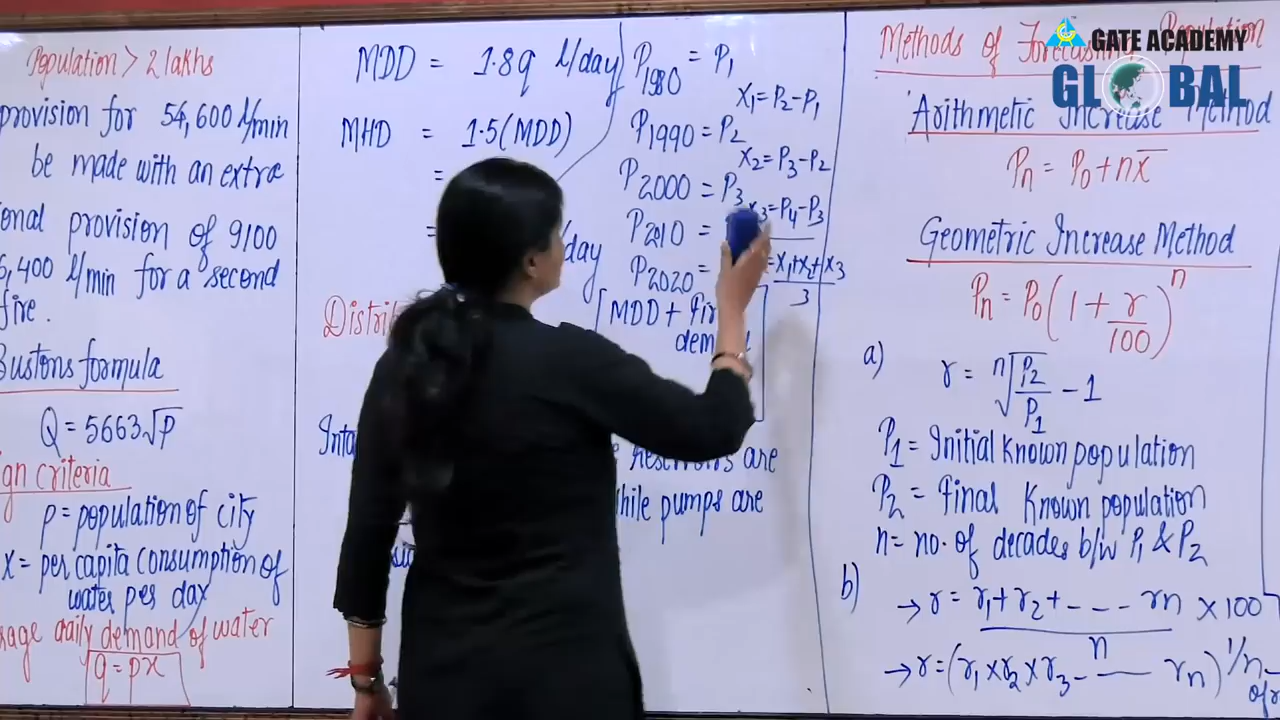 Population > 2 lakhs
provision for 54,600 l/min
be made with an extra
onal provision of 9100
6,400 l/min for a second
fire.
Bustons formula
Q = 5663√P
ign criteria
p = population of city
x = per capita consumption of
water per day
rage daily demand of water
q = px
MDD = 1.8q l/day
MHD = 1.5(MDD)
=
=
/day
Distrib
Inta
P1980 = P1
x1 = P2 - P1
P1990 = P2
x2 = P3 - P2
P2000 = P3
x3 = P4 - P3
P2010 =
P2020 =
= x1 + x2 + x3
3
MDD + fir
dem
Reservoirs are
hile pumps are
GATE ACADEMY
GLOBAL
Methods of Forecasting Population
Arithmetic Increase Method
Pn = P0 + nx̄
Geometric Increase Method
Pn = P0(1 + r/100)^n
a) r = ⁿ√(P2/P1) - 1
P1 = Initial known population
P2 = Final Known population
n = no. of decades b/w P1 & P2
b) → r = r1 + r2 + - - - - rn × 100
n
→ r = (r1 × r2 × r3 - - - rn)^1/n
of r